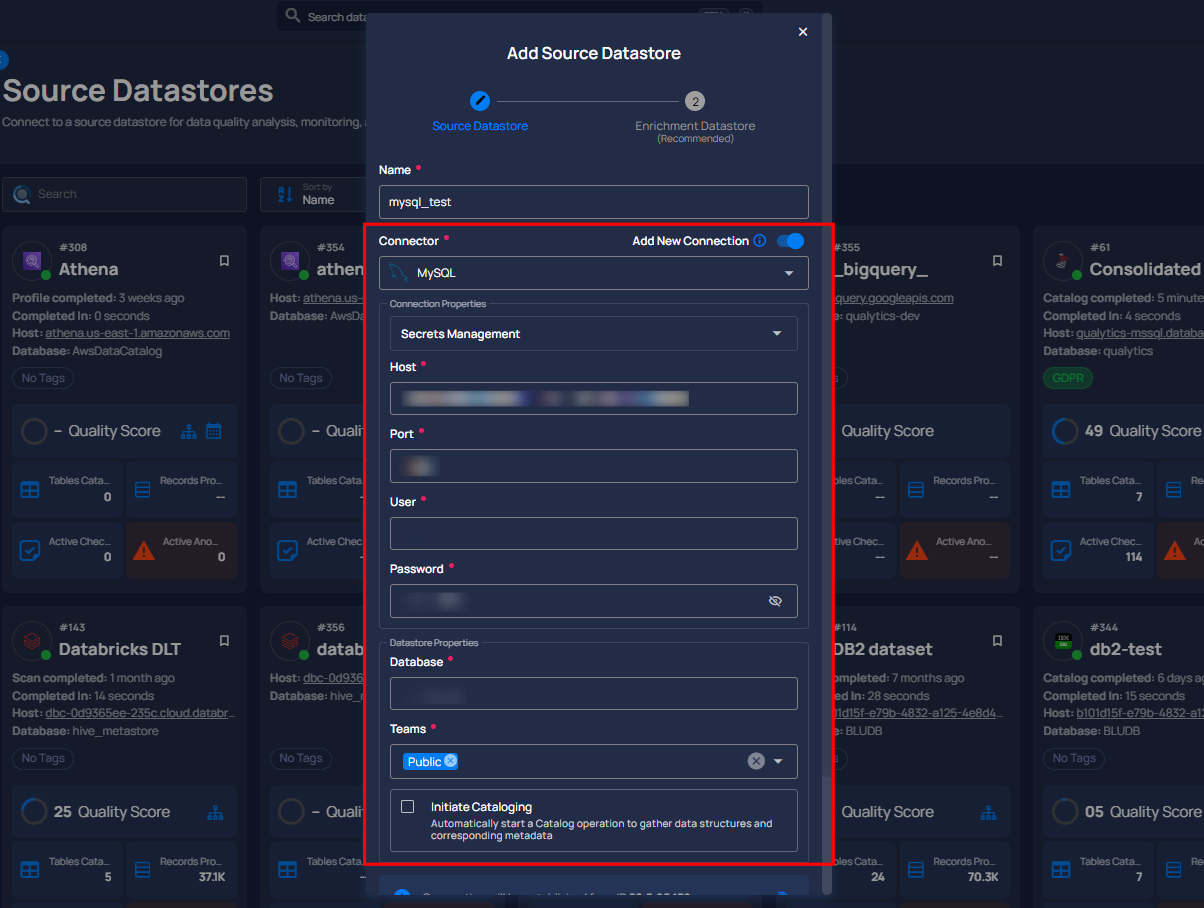 Search data
Source Datastores
Connect to a source datastore for data quality analysis, monitoring,
Search
Sort by
Name
#308
Athena
Profile completed: 3 weeks ago
Completed In: 0 seconds
Host: athena.us-east-1.amazonaws.com
Database: AwsDataCatalog
No Tags
– Quality Score
Tables Cata...
0
Records Pro...
--
Active Chec...
0
Active Ano...
0
#354
athen
Host: athena.us-
Database: AwsDa
No Tags
– Quali
Tables Cata
Active Chec
Add Source Datastore
2
Source Datastore
Enrichment Datastore
(Recommended)
Name *
mysql_test
Connector *
Add New Connection
MySQL
Connection Properties
Secrets Management
Host *
Port *
User *
Password *
Datastore Properties
Database *
Teams *
Public
Initiate Cataloging
Automatically start a Catalog operation to gather data structures and
corresponding metadata
#355
_bigquery_
query.googleapis.com
e: qualytics-dev
Quality Score
bles Cata...
--
Records Pro...
--
tive Chec...
--
Active Ano...
--
#61
Consolidated
Catalog completed: 5 minute
Completed In: 4 seconds
Host: qualytics-mssql.databa
Database: qualytics
GDPR
49 Quality Score
Tables Cata...
7
Active Chec...
114
#143
Databricks DLT
Scan completed: 1 month ago
Completed In: 14 seconds
Host: dbc-0d9365ee-235c.cloud.databr...
Database: hive_metastore
No Tags
25 Quality Score
Tables Cata...
5
Records Pro...
37.1K
#356
datab
Host: dbc-0d936
Database: hive_r
No Tags
– Quali
Tables Cata
#114
DB2 dataset
ed: 7 months ago
In: 28 seconds
01d15f-e79b-4832-a125-4e8d4...
e: BLUDB
Quality Score
bles Cata...
24
Records Pro...
70.3K
#344
db2-test
Catalog completed: 6 days ag
Completed In: 15 seconds
Host: b101d15f-e79b-4832-a12
Database: BLUDB
No Tags
05 Quality Score
Tables Cata...
7